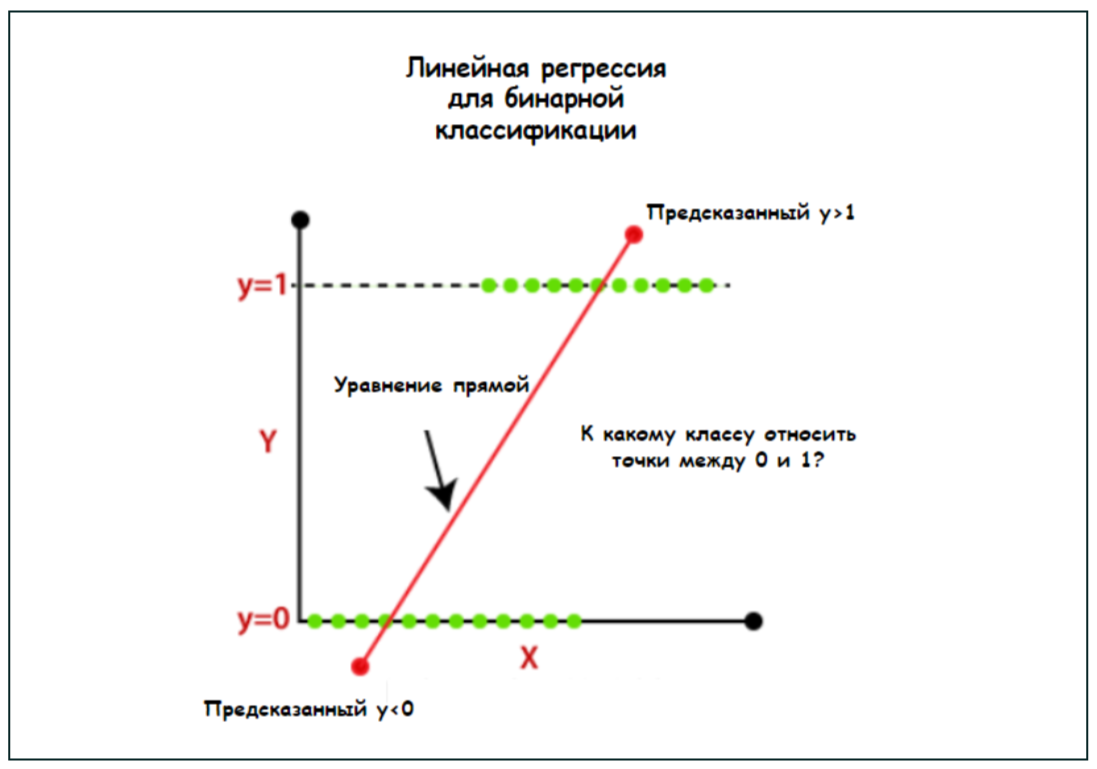 Линейная регрессия
для бинарной
классификации
Предсказанный y>1
y=1
Уравнение прямой
К какому классу относить
точки между 0 и 1?
Y
y=0
X
Предсказанный y<0